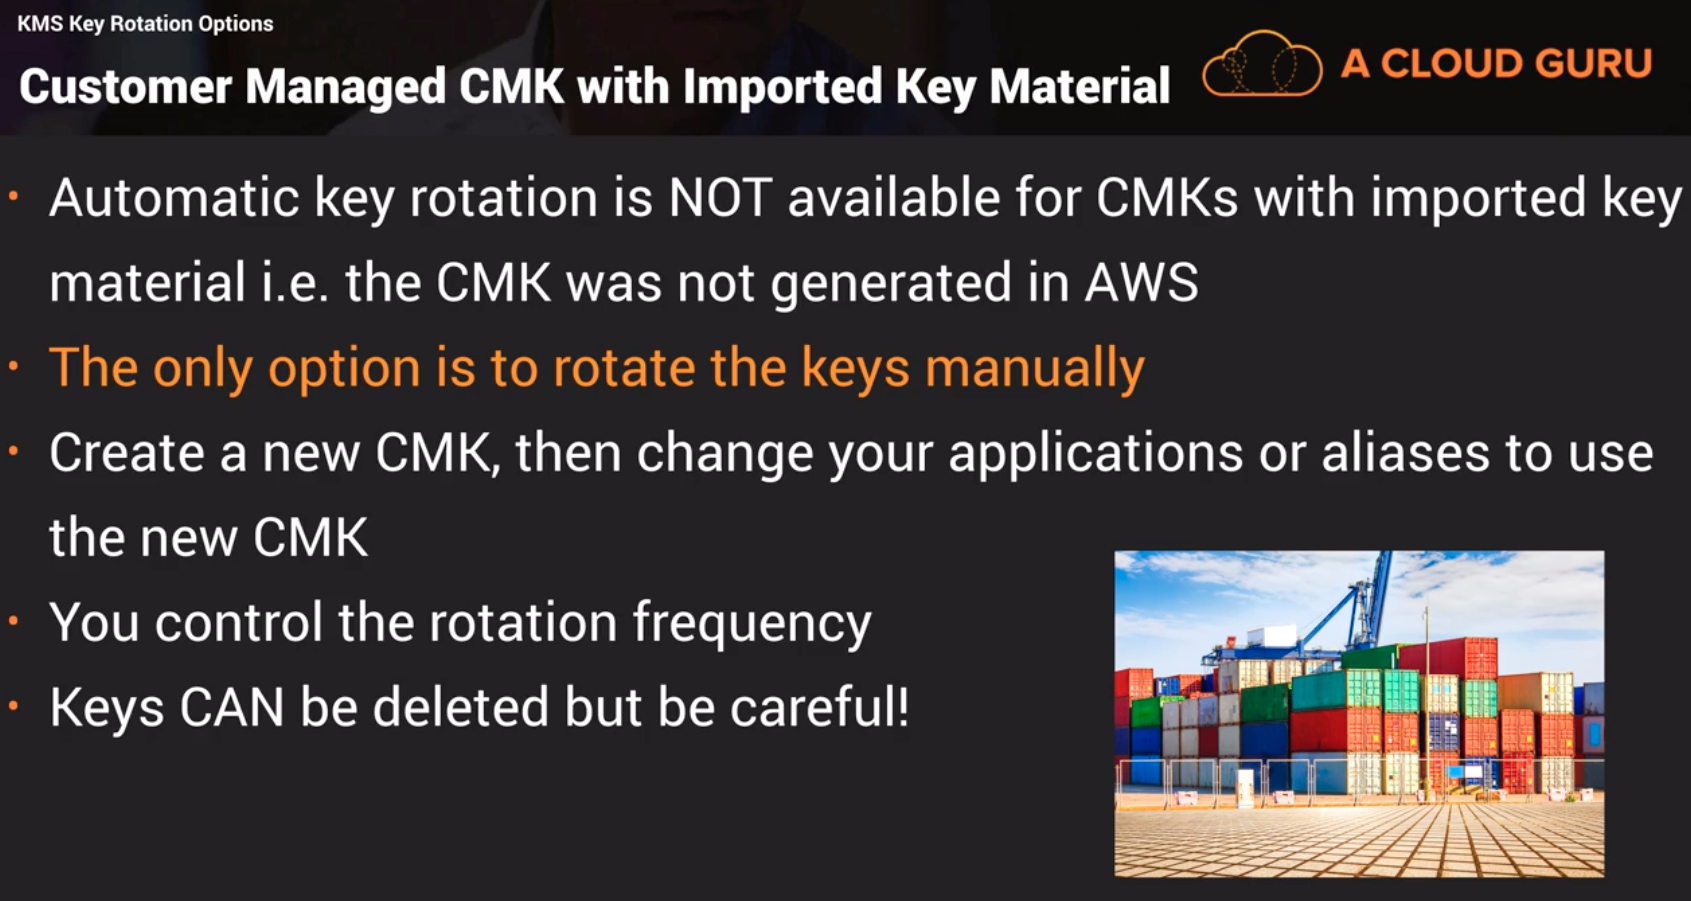 KMS Key Rotation Options
Customer Managed CMK with Imported Key Material
A CLOUD GURU
• Automatic key rotation is NOT available for CMKs with imported key
material i.e. the CMK was not generated in AWS
• The only option is to rotate the keys manually
• Create a new CMK, then change your applications or aliases to use
the new CMK
• You control the rotation frequency
• Keys CAN be deleted but be careful!